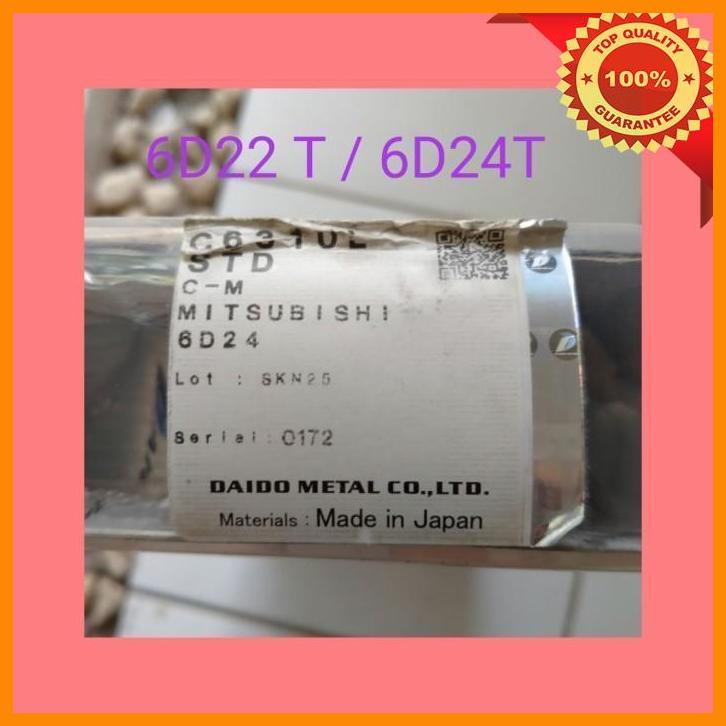 TOP QUALITY
100%
GUARANTEE
6D22 T / 6D24T
C6310L
STD
C-M
MITSUBISHI
6D24
Lot : SKN25
Serial: 0172
DAIDO METAL CO.,LTD.
Materials : Made in Japan